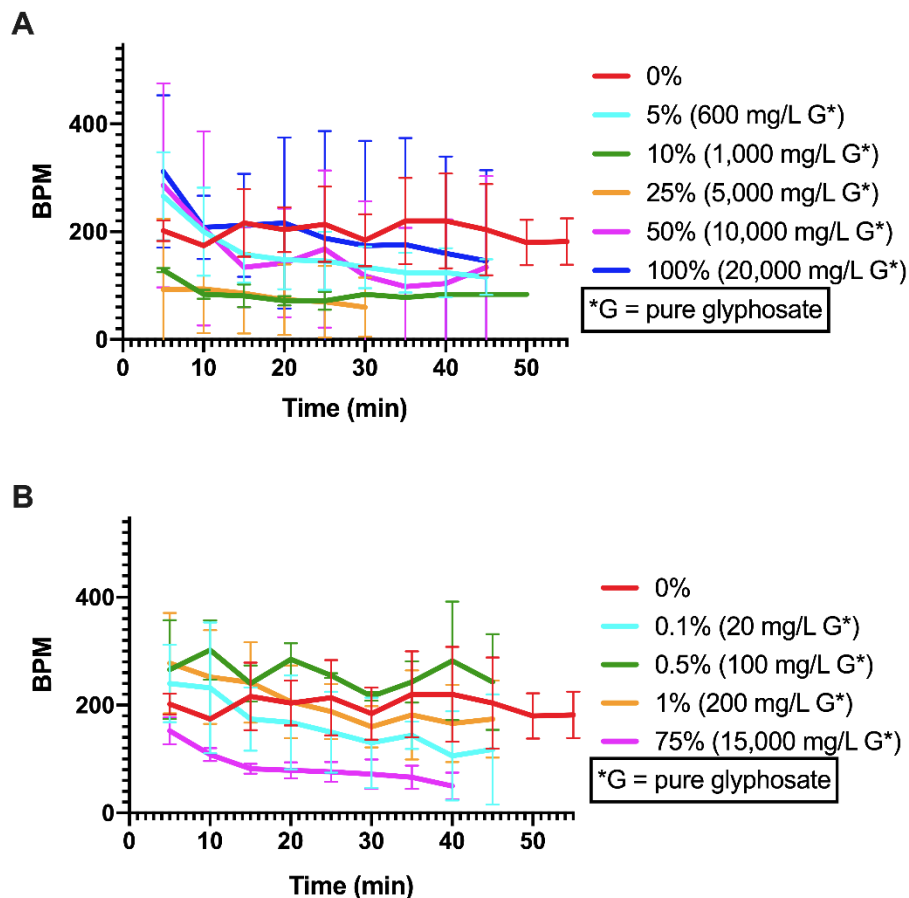 A
BPM
400
200
0
0 10 20 30 40 50
Time (min)
0%
5% (600 mg/L G*)
10% (1,000 mg/L G*)
25% (5,000 mg/L G*)
50% (10,000 mg/L G*)
100% (20,000 mg/L G*)
*G = pure glyphosate
B
BPM
400
200
0
0 10 20 30 40 50
Time (min)
0%
0.1% (20 mg/L G*)
0.5% (100 mg/L G*)
1% (200 mg/L G*)
75% (15,000 mg/L G*)
*G = pure glyphosate